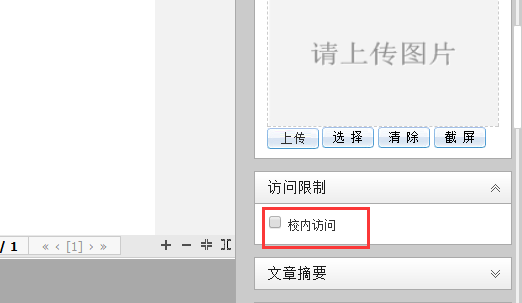 请上传图片
上传 选 择 清 除 截 屏
访问限制
校内访问
/ 1 « ‹ [1] › »
文章摘要